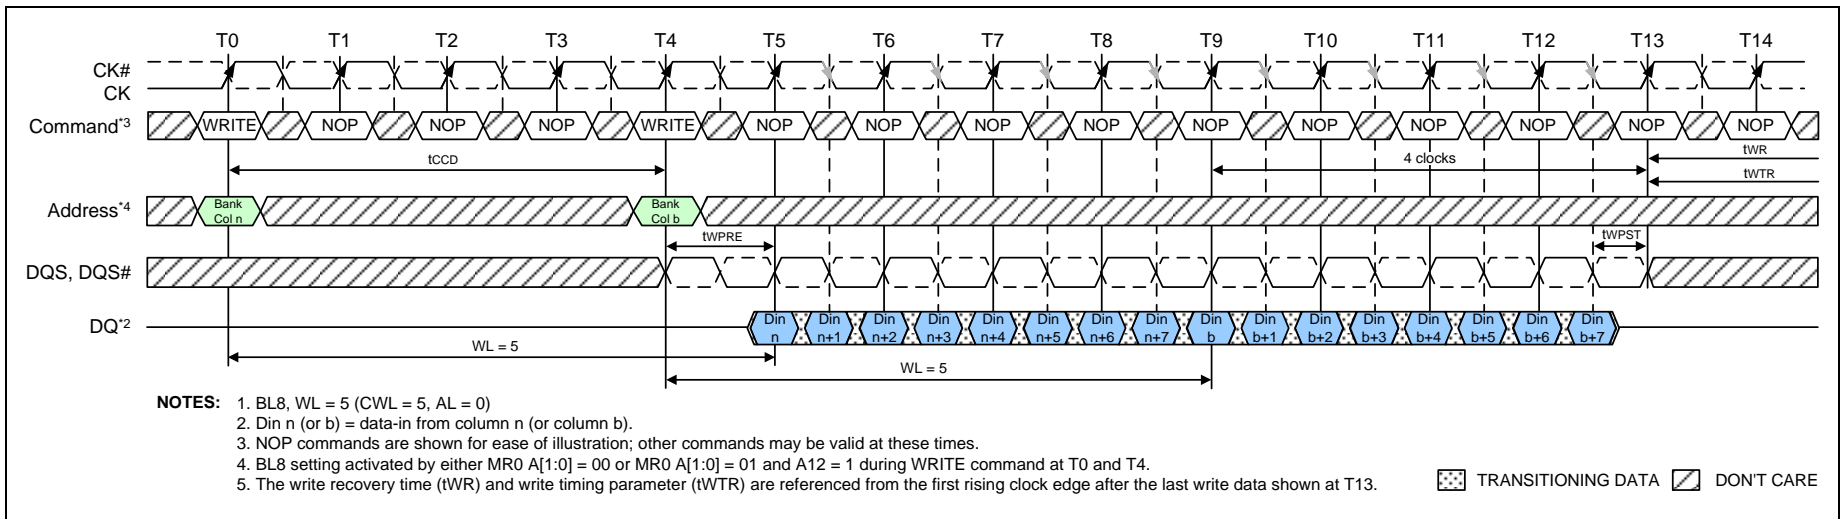 T0 T1 T2 T3 T4 T5 T6 T7 T8 T9 T10 T11 T12 T13 T14
CK#
CK
Command*3 WRITE NOP NOP NOP WRITE NOP NOP NOP NOP NOP NOP NOP NOP NOP NOP
tCCD 4 clocks tWR
tWTR
Address*4 Bank Col n Bank Col b
tWPRE tWPST
DQS, DQS#
DQ*2 Din n Din n+1 Din n+2 Din n+3 Din n+4 Din n+5 Din n+6 Din n+7 Din b Din b+1 Din b+2 Din b+3 Din b+4 Din b+5 Din b+6 Din b+7
WL = 5
WL = 5
NOTES: 1. BL8, WL = 5 (CWL = 5, AL = 0)
2. Din n (or b) = data-in from column n (or column b).
3. NOP commands are shown for ease of illustration; other commands may be valid at these times.
4. BL8 setting activated by either MR0 A[1:0] = 00 or MR0 A[1:0] = 01 and A12 = 1 during WRITE command at T0 and T4.
5. The write recovery time (tWR) and write timing parameter (tWTR) are referenced from the first rising clock edge after the last write data shown at T13.
TRANSITIONING DATA DON'T CARE